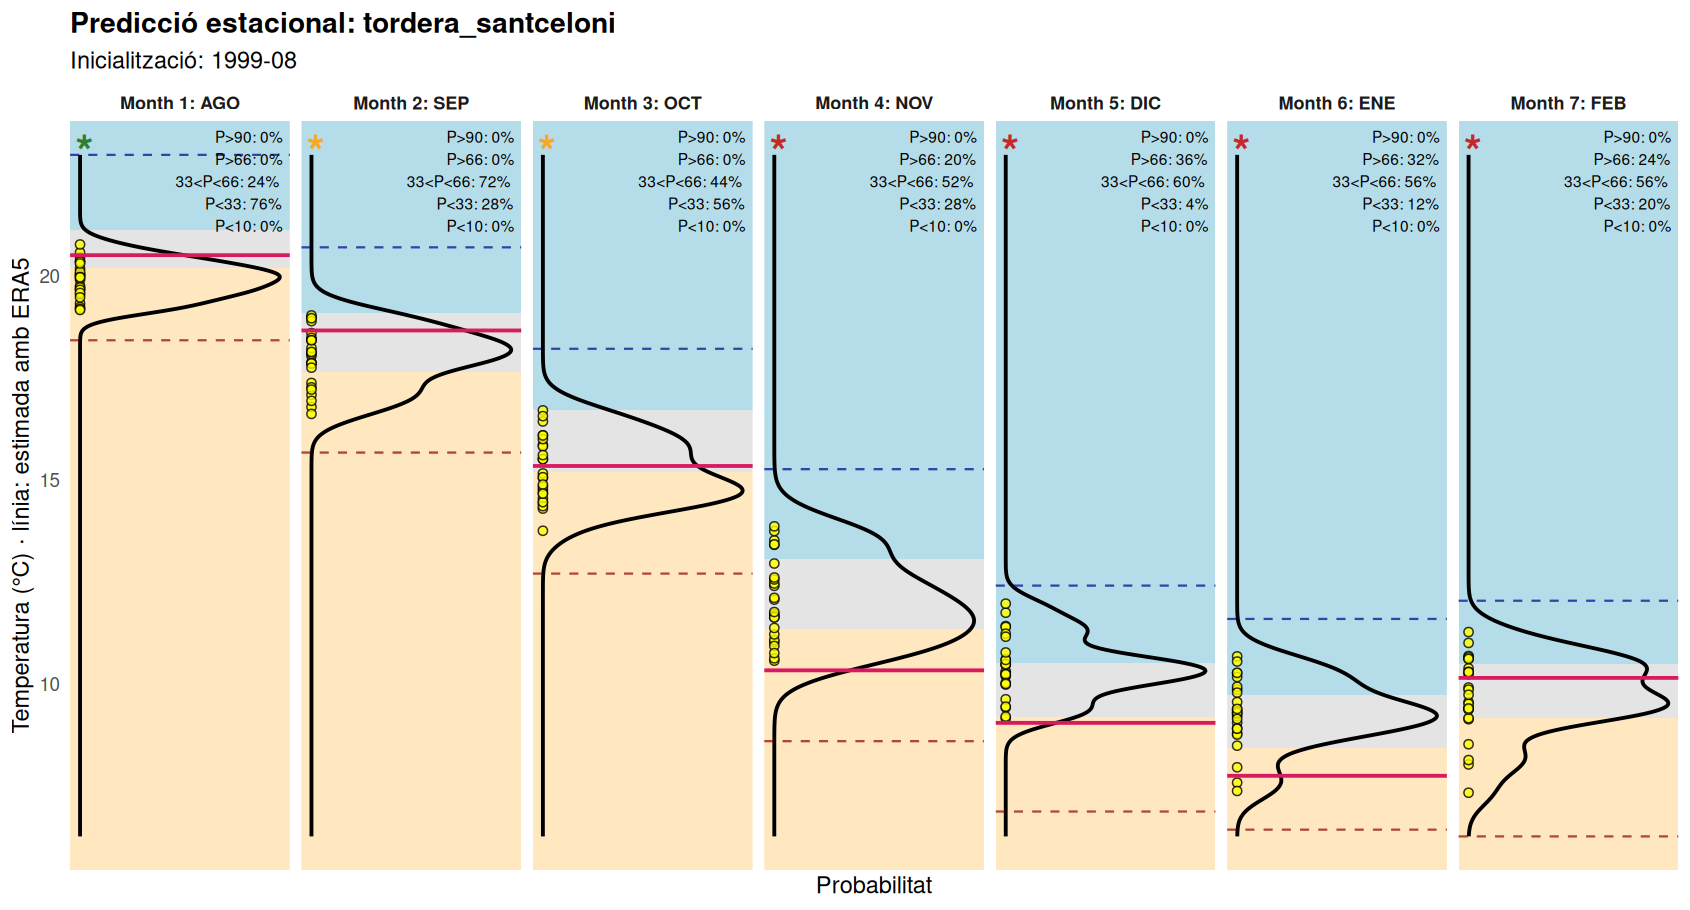 Predicció estacional: tordera_santceloni
Inicialització: 1999-08
Month 1: AGO
Month 2: SEP
Month 3: OCT
Month 4: NOV
Month 5: DIC
Month 6: ENE
Month 7: FEB
P>90: 0%
P>66: 0%
33<P<66: 24%
P<33: 76%
P<10: 0%
P>90: 0%
P>66: 0%
33<P<66: 72%
P<33: 28%
P<10: 0%
P>90: 0%
P>66: 0%
33<P<66: 44%
P<33: 56%
P<10: 0%
P>90: 0%
P>66: 20%
33<P<66: 52%
P<33: 28%
P<10: 0%
P>90: 0%
P>66: 36%
33<P<66: 60%
P<33: 4%
P<10: 0%
P>90: 0%
P>66: 32%
33<P<66: 56%
P<33: 12%
P<10: 0%
P>90: 0%
P>66: 24%
33<P<66: 56%
P<33: 20%
P<10: 0%
20
15
10
Temperatura (°C) · línia: estimada amb ERA5
Probabilitat